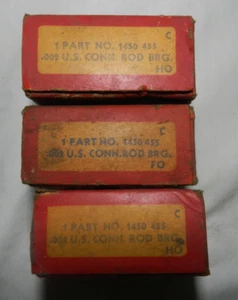 C
1 PART NO. 1450 455
.002 U.S. CONN. ROD BRG.
HO
C
1 PART NO. 1450 455
.002 U.S. CONN. ROD BRG.
FO
C
1 PART NO. 1450 455
.002 U.S. CONN. ROD BRG.
HO